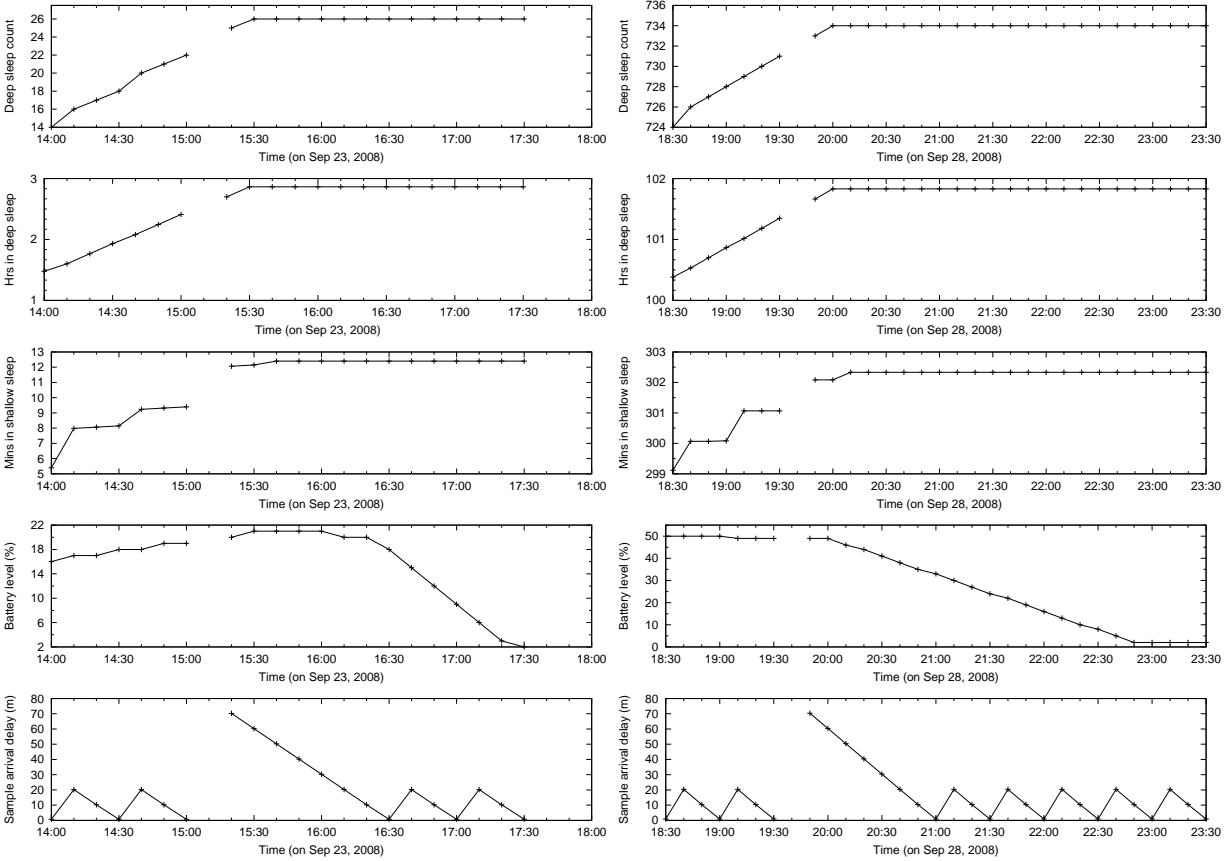 Deep sleep count
26
24
22
20
18
16
14
14:00 14:30 15:00 15:30 16:00 16:30 17:00 17:30 18:00
Time (on Sep 23, 2008)
Deep sleep count
736
734
732
730
728
726
724
18:30 19:00 19:30 20:00 20:30 21:00 21:30 22:00 22:30 23:00 23:30
Time (on Sep 28, 2008)
Hrs in deep sleep
3
2
1
14:00 14:30 15:00 15:30 16:00 16:30 17:00 17:30 18:00
Time (on Sep 23, 2008)
Hrs in deep sleep
102
101
100
18:30 19:00 19:30 20:00 20:30 21:00 21:30 22:00 22:30 23:00 23:30
Time (on Sep 28, 2008)
Mins in shallow sleep
13
12
11
10
9
8
7
6
5
14:00 14:30 15:00 15:30 16:00 16:30 17:00 17:30 18:00
Time (on Sep 23, 2008)
Mins in shallow sleep
303
302
301
300
299
18:30 19:00 19:30 20:00 20:30 21:00 21:30 22:00 22:30 23:00 23:30
Time (on Sep 28, 2008)
Battery level (%)
22
18
14
10
6
2
14:00 14:30 15:00 15:30 16:00 16:30 17:00 17:30 18:00
Time (on Sep 23, 2008)
Battery level (%)
50
40
30
20
10
0
18:30 19:00 19:30 20:00 20:30 21:00 21:30 22:00 22:30 23:00 23:30
Time (on Sep 28, 2008)
Sample arrival delay (m)
80
70
60
50
40
30
20
10
0
14:00 14:30 15:00 15:30 16:00 16:30 17:00 17:30 18:00
Time (on Sep 23, 2008)
Sample arrival delay (m)
80
70
60
50
40
30
20
10
0
18:30 19:00 19:30 20:00 20:30 21:00 21:30 22:00 22:30 23:00 23:30
Time (on Sep 28, 2008)